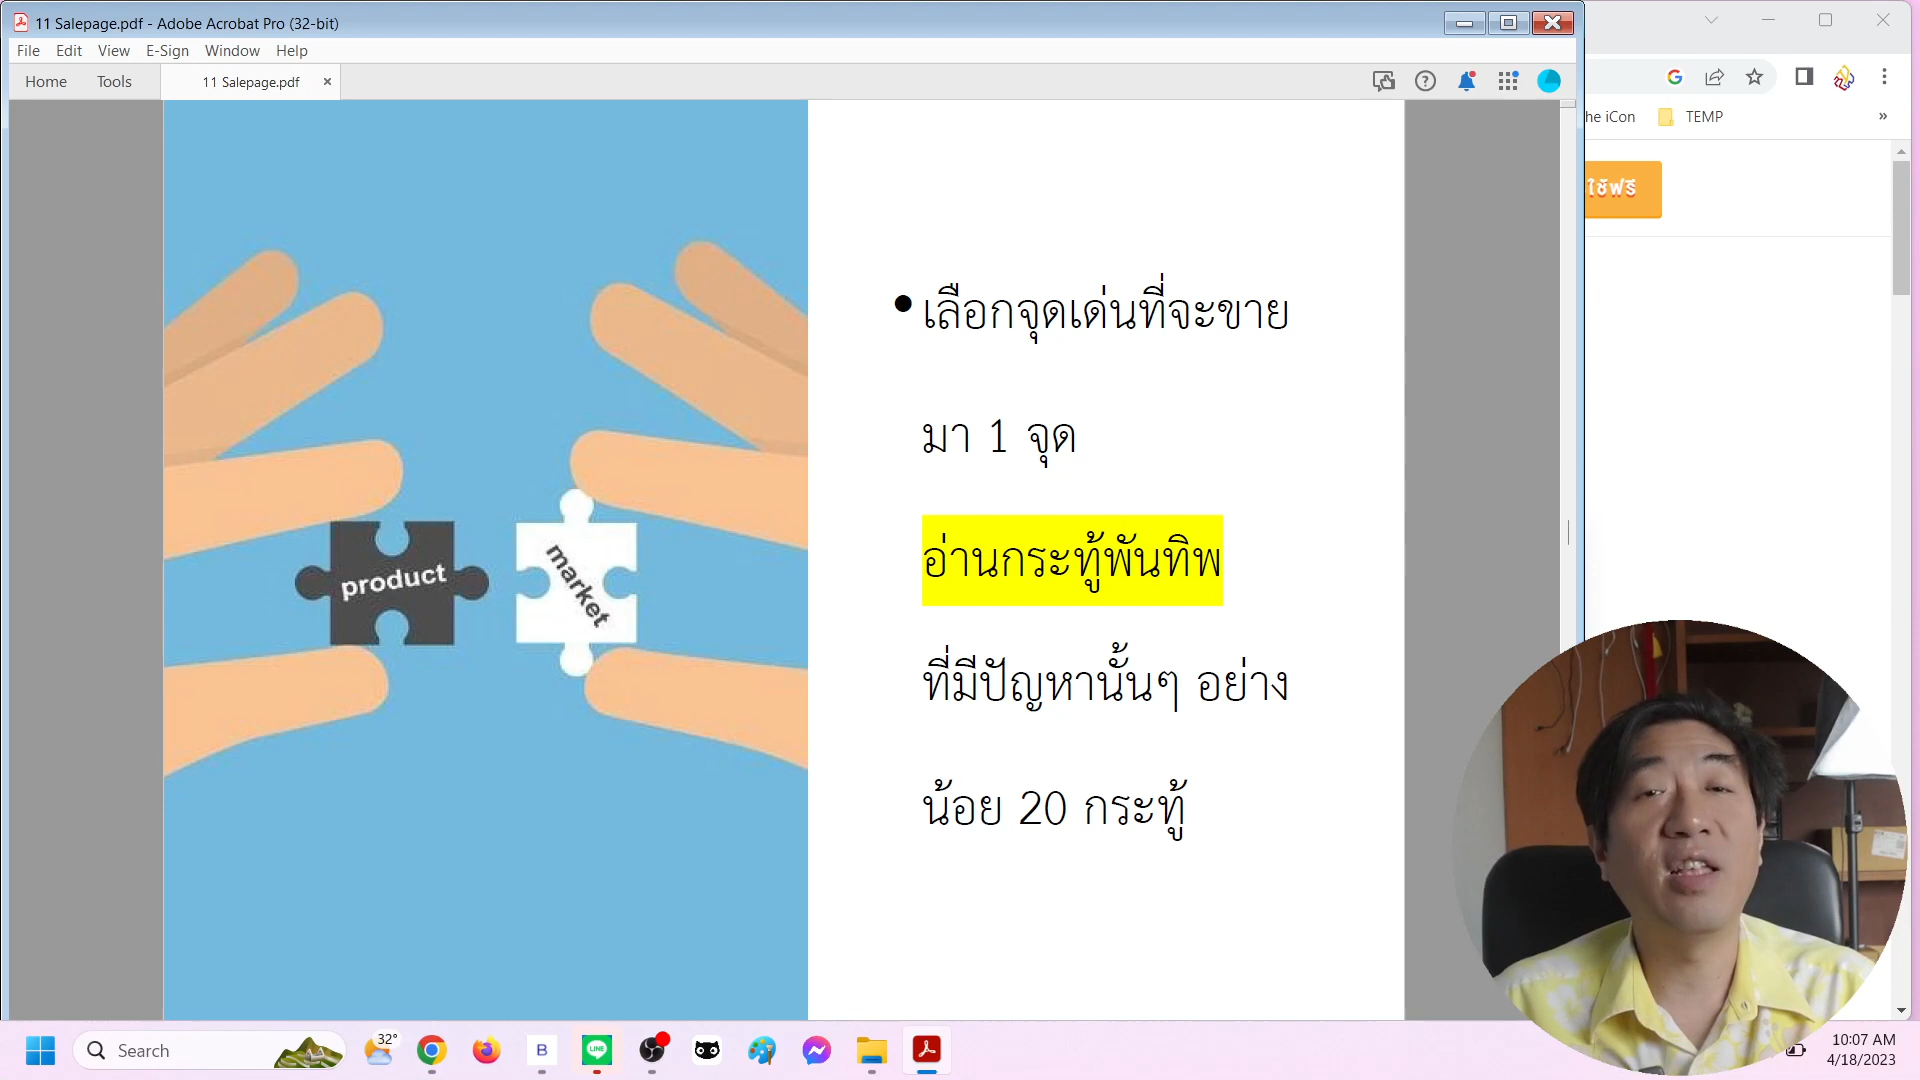 11 Salepage.pdf - Adobe Acrobat Pro (32-bit)
File Edit View E-Sign Window Help
Home Tools 11 Salepage.pdf
he iCon TEMP
ใช้ฟรี
เลือกจุดเด่นที่จะขาย
มา 1 จุด
อ่านกระทู้พันทิพ
ที่มีปัญหานั้นๆ อย่าง
น้อย 20 กระทู้
product
market
Search
32°
B
10:07 AM
4/18/2023